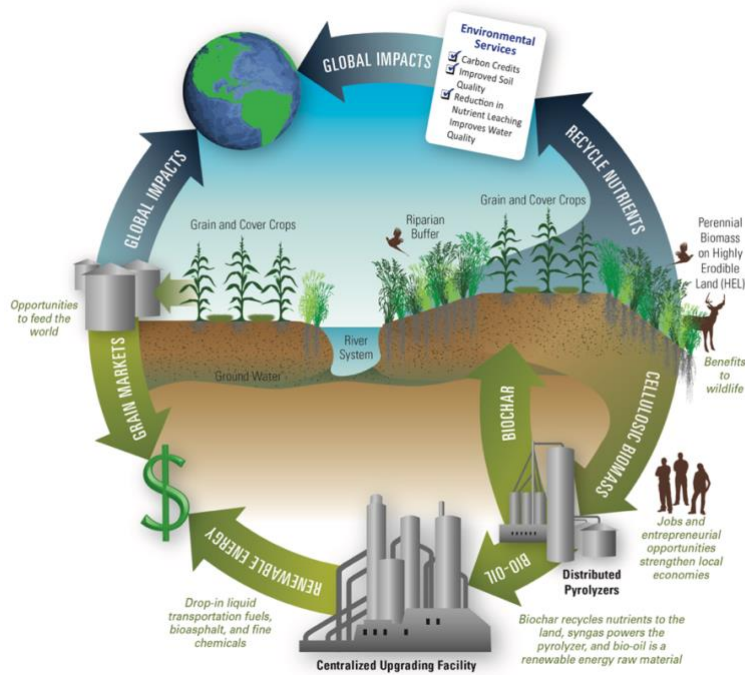 Environmental
Services
Carbon Credits
Improved Soil
Quality
Reduction in
Nutrient Leaching
Improves Water
Quality
GLOBAL IMPACTS
RECYCLE NUTRIENTS
GLOBAL IMPACTS
Grain and Cover Crops
Riparian
Buffer
Grain and Cover Crops
Perennial
Biomass
on Highly
Erodible
Land (HEL)
Opportunities
to feed the
world
River
System
Ground Water
Benefits
to
wildlife
GRAIN MARKETS
BIOCHAR
CELLULOSIC BIOMASS
$
Jobs and
entrepreneurial
opportunities
strengthen local
economies
BIO-OIL
Distributed
Pyrolyzers
RENEWABLE ENERGY
Drop-in liquid
transportation fuels,
bioasphalt, and fine
chemicals
Biochar recycles nutrients to the
land, syngas powers the
pyrolyzer, and bio-oil is a
renewable energy raw material
Centralized Upgrading Facility